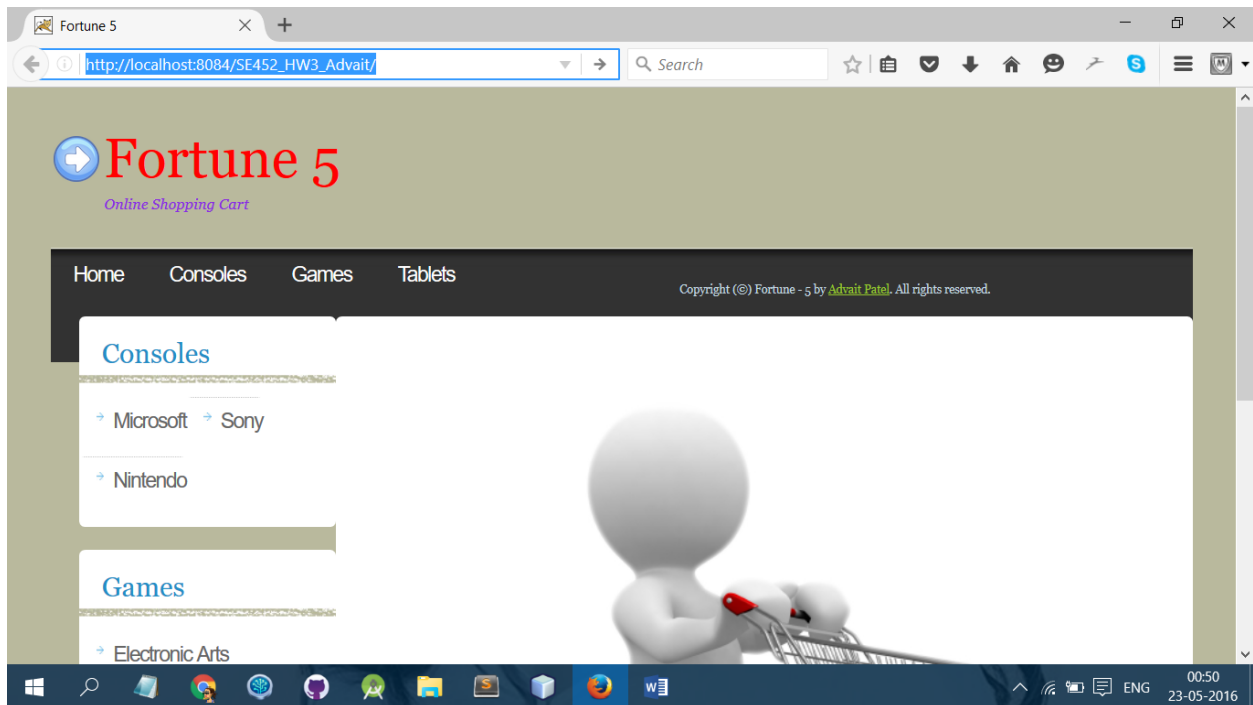 Fortune 5
http://localhost:8084/SE452_HW3_Advait/
Search
Fortune 5
Online Shopping Cart
Home Consoles Games Tablets
Copyright (©) Fortune - 5 by Advait Patel. All rights reserved.
Consoles
Microsoft Sony
Nintendo
Games
Electronic Arts
ENG
00:50
23-05-2016